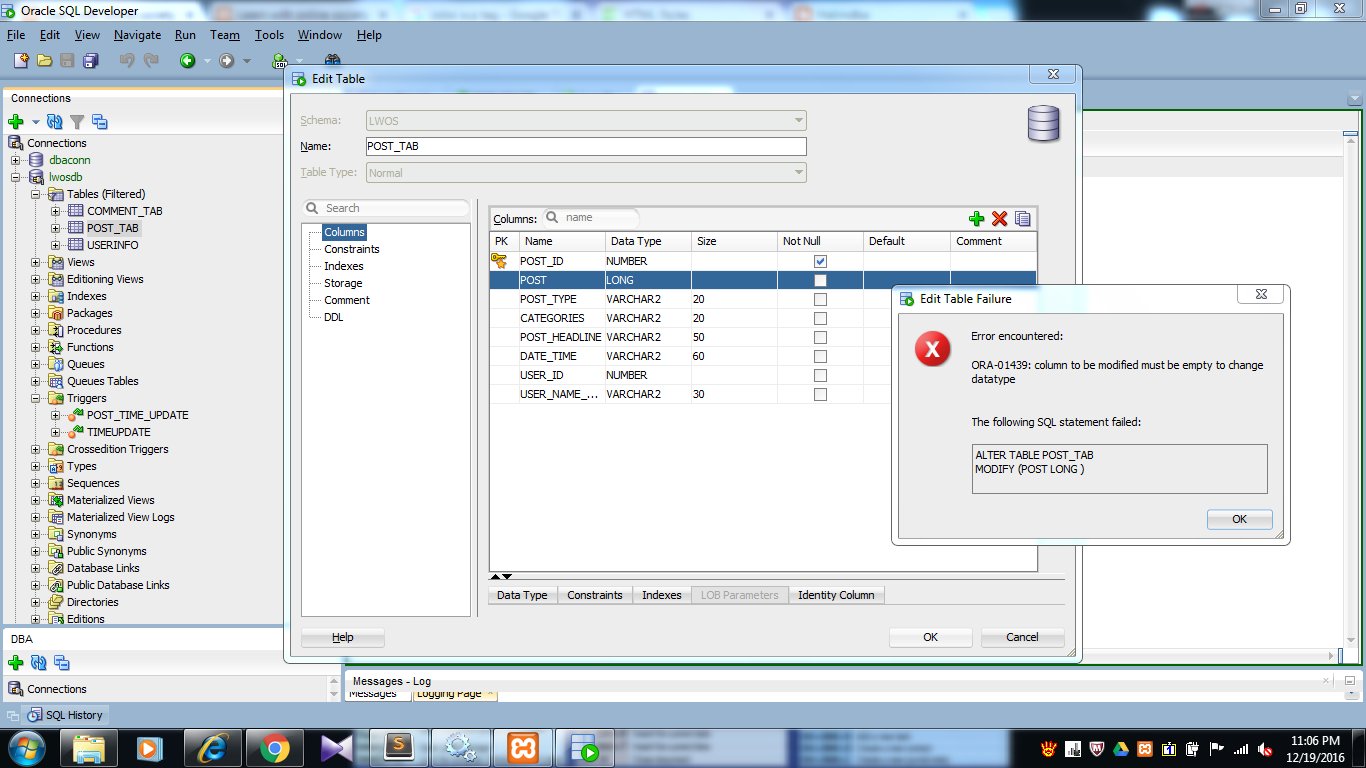 Oracle SQL Developer
File Edit View Navigate Run Team Tools Window Help
Connections
Connections
dbaconn
lwosdb
Tables (Filtered)
COMMENT_TAB
POST_TAB
USERINFO
Views
Editioning Views
Indexes
Packages
Procedures
Functions
Queues
Queues Tables
Triggers
POST_TIME_UPDATE
TIMEUPDATE
Crossedition Triggers
Types
Sequences
Materialized Views
Materialized View Logs
Synonyms
Public Synonyms
Database Links
Public Database Links
Directories
Editions
DBA
Connections
SQL History
Edit Table
Schema: LWOS
Name: POST_TAB
Table Type: Normal
Search
Columns
Constraints
Indexes
Storage
Comment
DDL
Columns: name
PK Name Data Type Size Not Null Default Comment
POST_ID NUMBER
POST LONG
POST_TYPE VARCHAR2 20
CATEGORIES VARCHAR2 20
POST_HEADLINE VARCHAR2 50
DATE_TIME VARCHAR2 60
USER_ID NUMBER
USER_NAME_... VARCHAR2 30
Data Type Constraints Indexes LOB Parameters Identity Column
Help OK Cancel
Edit Table Failure
Error encountered:
ORA-01439: column to be modified must be empty to change
datatype
The following SQL statement failed:
ALTER TABLE POST_TAB
MODIFY (POST LONG )
OK
Messages - Log
Messages Logging Page
11:06 PM
12/19/2016